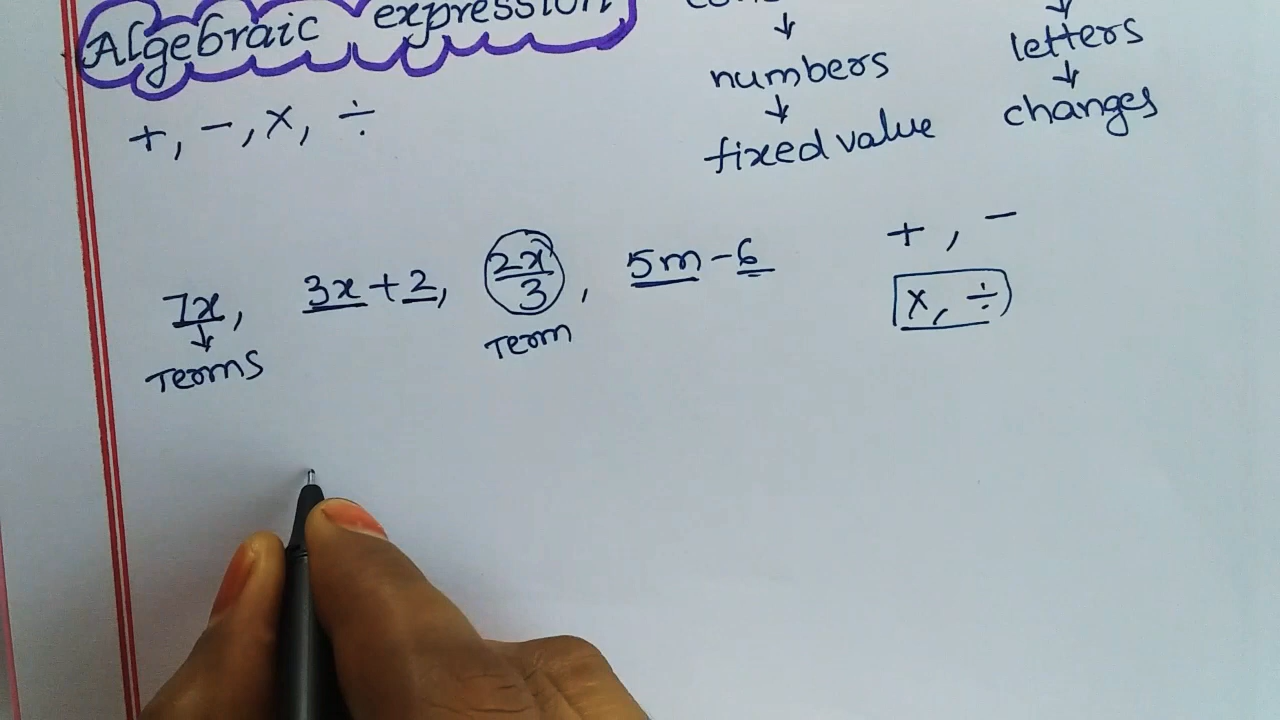 Algebraic expression
+, -, x, ÷
numbers
fixed value
letters
changes
7x, 3x + 2, 2x/3, 5m - 6
Terms
Term
+, -
x, ÷